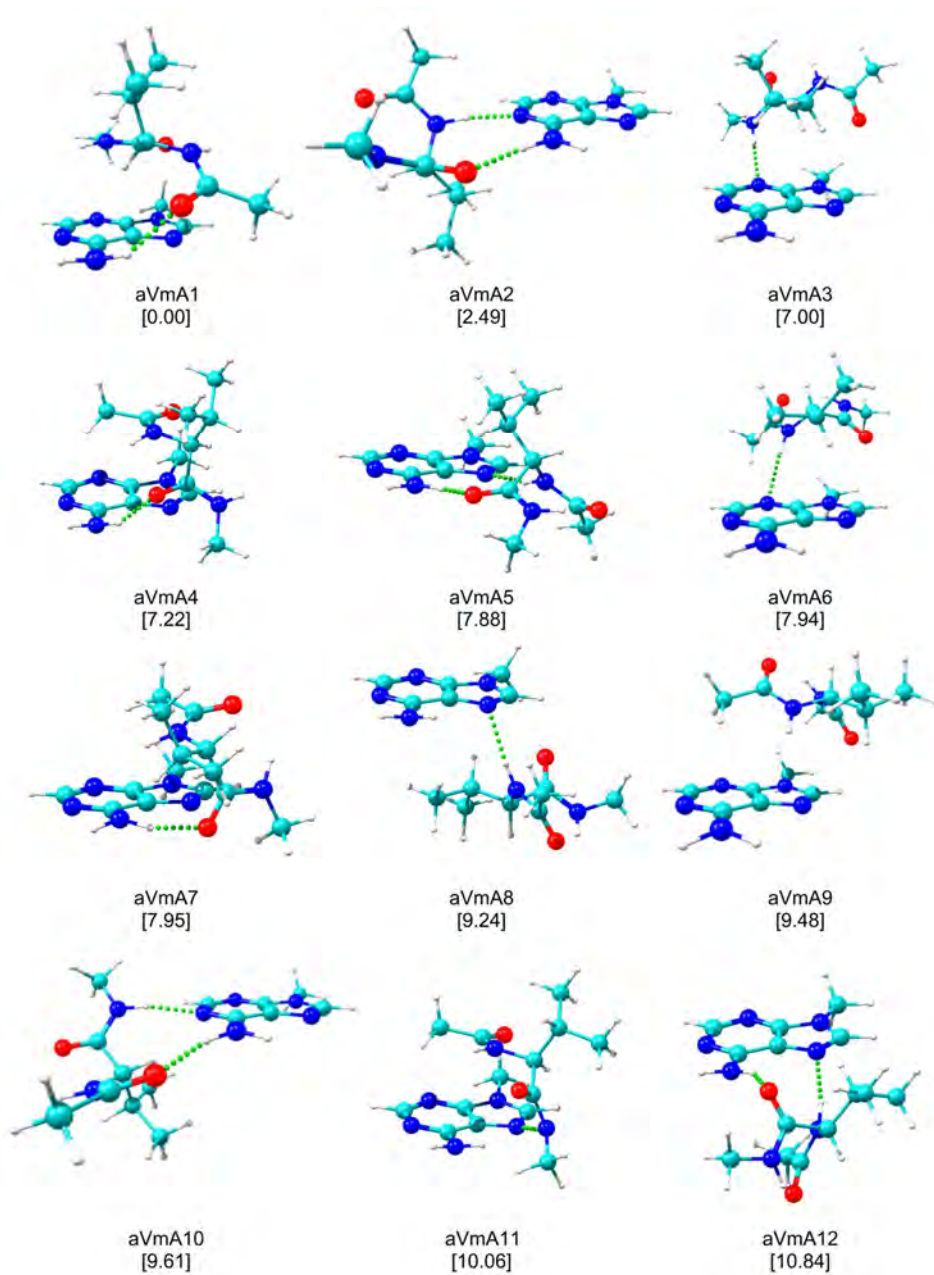 aVmA1 aVmA2 aVmA3
[0.00] [2.49] [7.00]
aVmA4 aVmA5 aVmA6
[7.22] [7.88] [7.94]
aVmA7 aVmA8 aVmA9
[7.95] [9.24] [9.48]
aVmA10 aVmA11 aVmA12
[9.61] [10.06] [10.84]